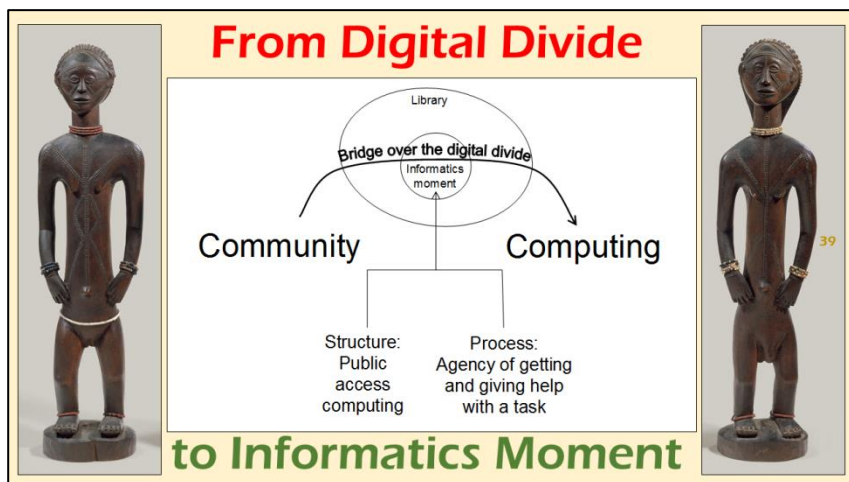 From Digital Divide
Library
Bridge over the digital divide
Informatics
moment
Community
Computing
39
Structure:
Public
access
computing
Process:
Agency of getting
and giving help
with a task
to Informatics Moment